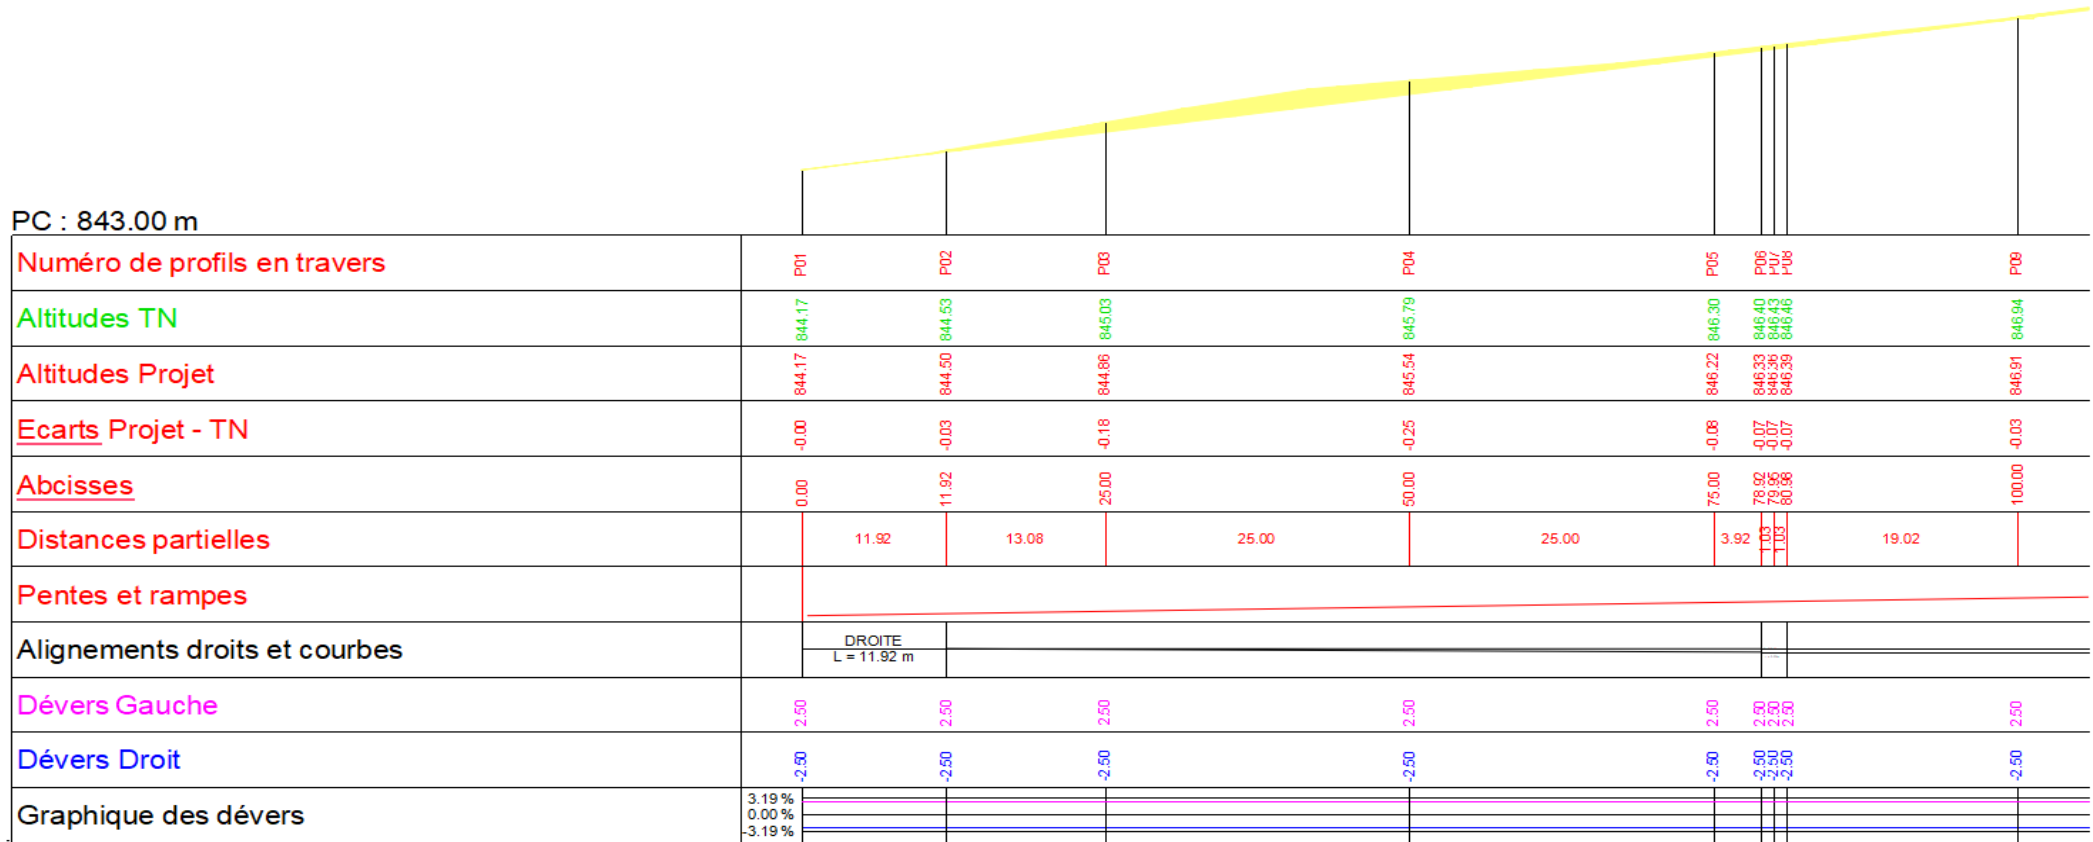 PC : 843.00 m
Numéro de profils en travers P01 P02 P03 P04 P05 P06 P07 P08 P09
Altitudes TN 844.17 844.53 845.03 845.79 846.30 846.40 846.43 846.46 846.94
Altitudes Projet 844.17 844.50 844.86 845.54 846.22 846.33 846.36 846.39 846.91
Ecarts Projet - TN -0.00 -0.03 -0.18 -0.25 -0.08 -0.07 -0.07 -0.07 -0.03
Abcisses 0.00 11.92 25.00 50.00 75.00 78.92 79.95 80.98 100.00
Distances partielles 11.92 13.08 25.00 25.00 3.92 1.03 1.03 19.02
Pentes et rampes
Alignements droits et courbes DROITE
L = 11.92 m
Dévers Gauche 2.50 2.50 2.50 2.50 2.50 2.50 2.50 2.50 2.50
Dévers Droit -2.50 -2.50 -2.50 -2.50 -2.50 -2.50 -2.50 -2.50 -2.50
Graphique des dévers 3.19 %
0.00 %
-3.19 %